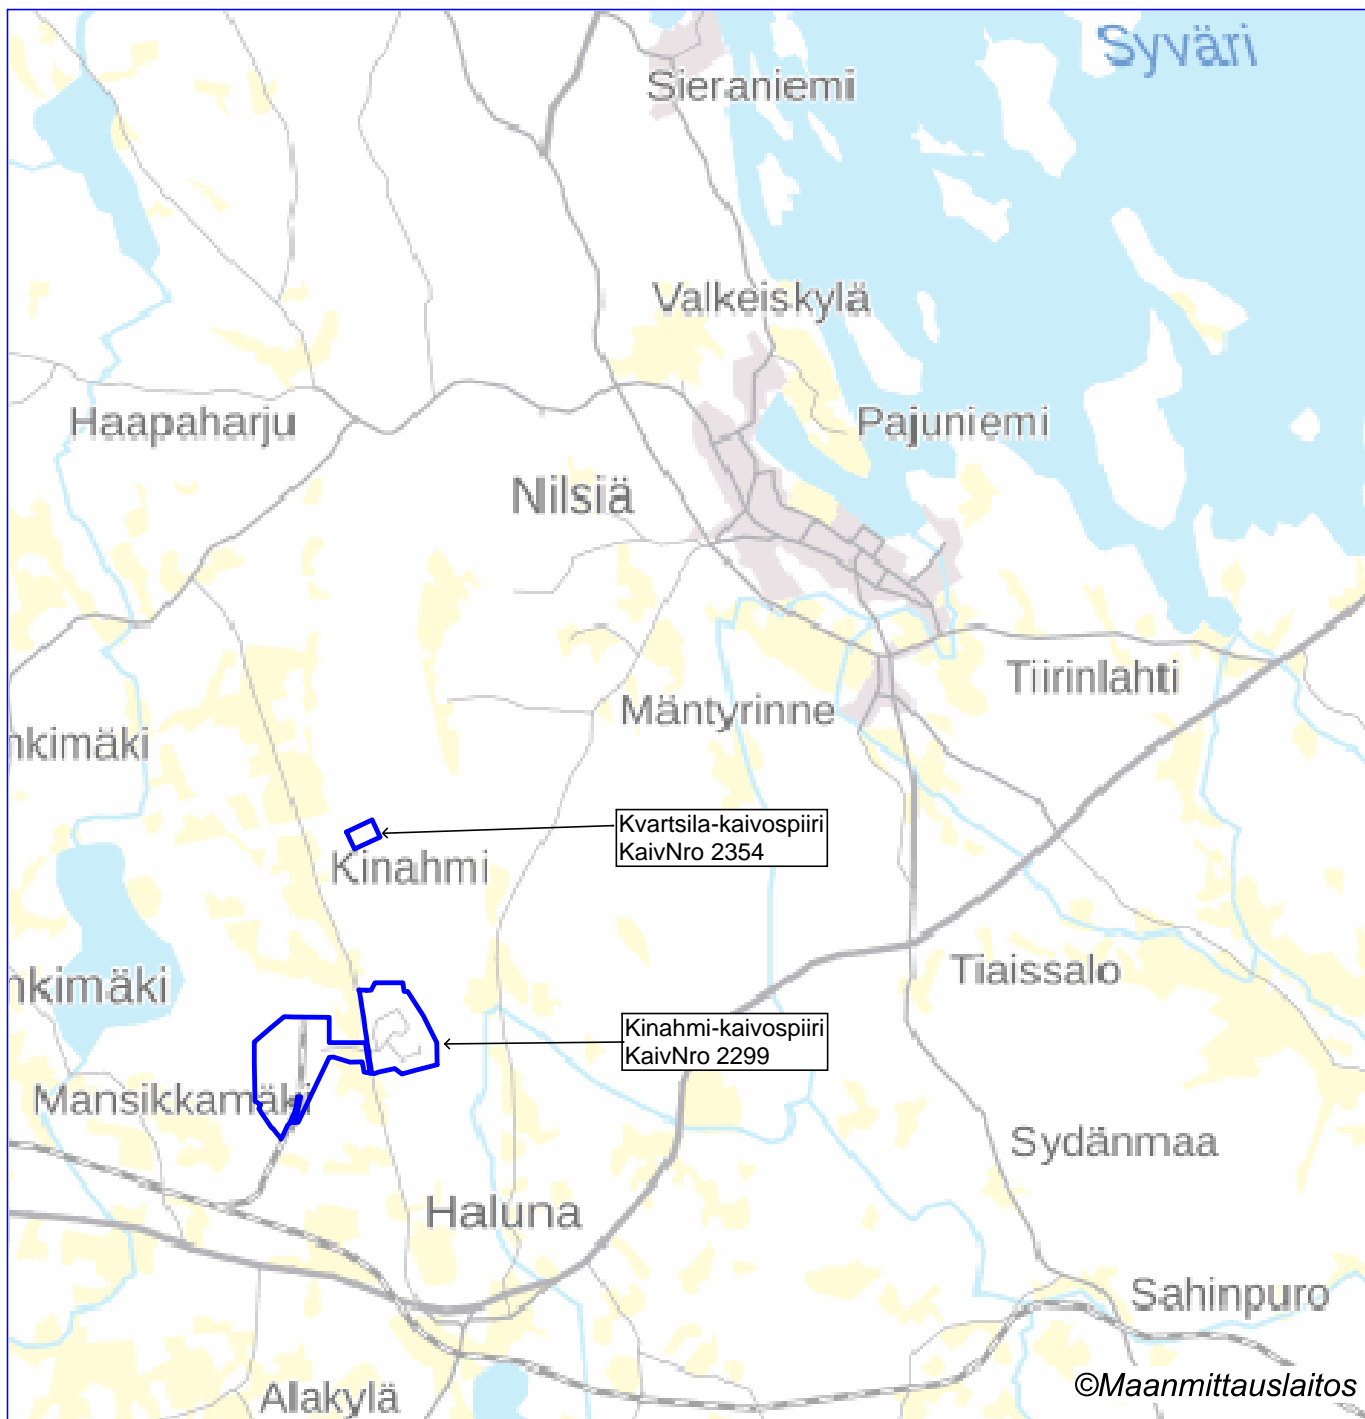 Syväri
Sieraniemi
Valkeiskylä
Haapaharju
Pajuniemi
Nilsiä
Tiirinlahti
Mäntyrinne
nkimäki
Kvartsila-kaivospiiri
KaivNro 2354
Kinahmi
Tiaissalo
nkimäki
Kinahmi-kaivospiiri
KaivNro 2299
Mansikkamäki
Sydänmaa
Haluna
Sahinpuro
©Maanmittauslaitos
Alakylä